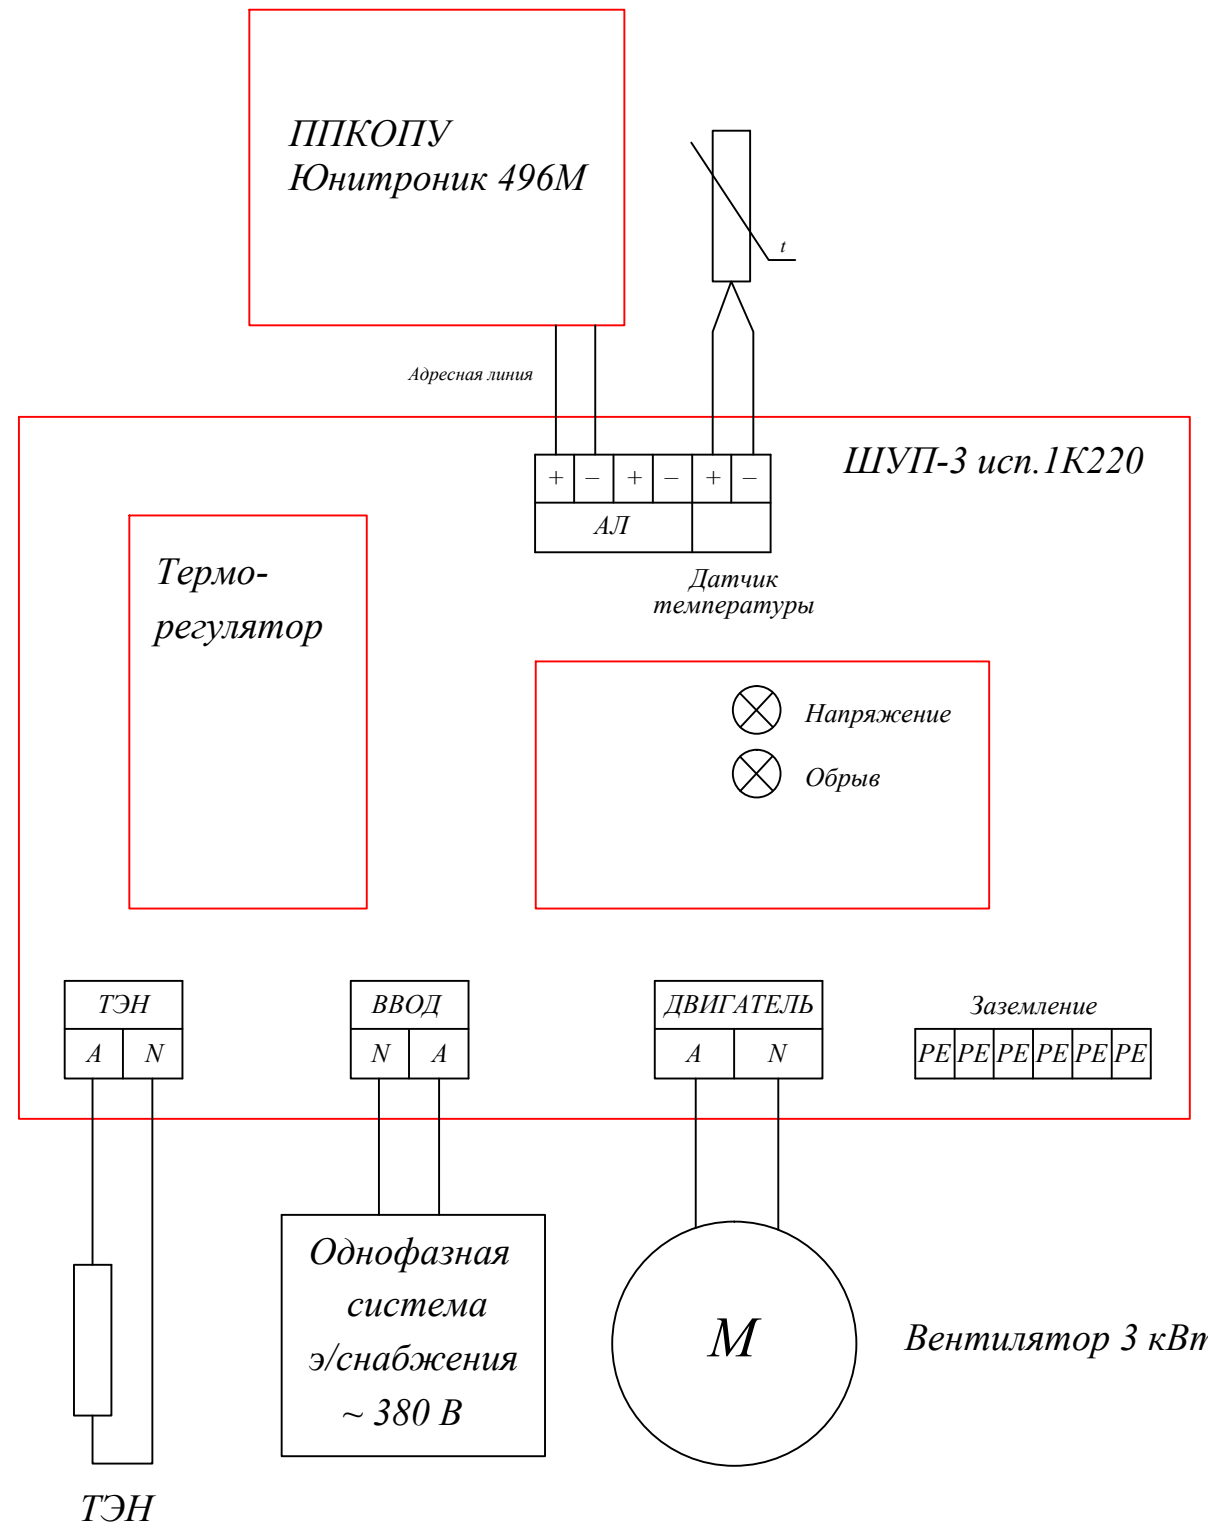 ППКОПУ
Юнитроник 496М
t
Адресная линия
ШУП-3 исп.1К220
+ – + – + –
АЛ
Датчик
температуры
Термо-
регулятор
Напряжение
Обрыв
ТЭН
A N
ВВОД
N A
ДВИГАТЕЛЬ
A N
Заземление
PE PE PE PE PE PE
Однофазная
система
э/снабжения
~ 380 В
М
Вентилятор 3 кВт
ТЭН